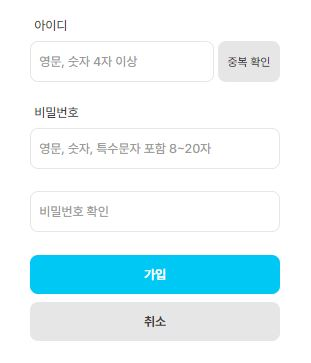 아이디
영문, 숫자 4자 이상
중복 확인
비밀번호
영문, 숫자, 특수문자 포함 8~20자
비밀번호 확인
가입
취소